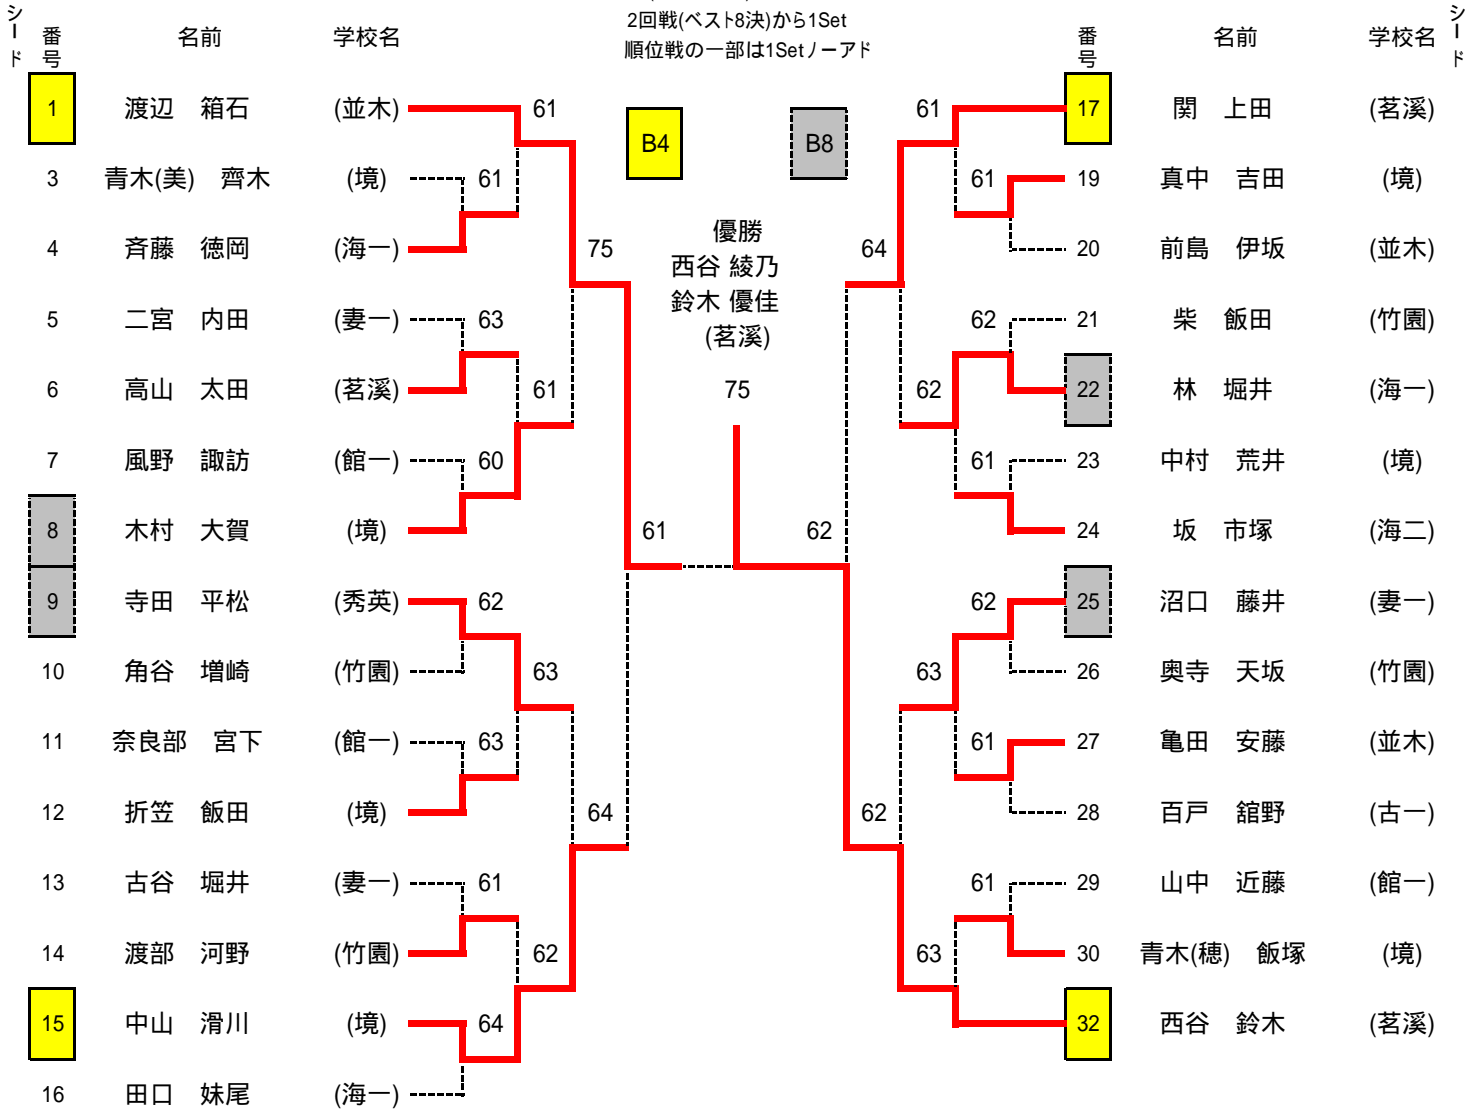 2回戦(ベスト8決)から1Set
順位戦の一部は1Setノーアド
シード 番号 名前 学校名
番号 名前 学校名 シード
B4 B8
優勝
西谷 綾乃
鈴木 優佳
(茗溪)
75
1 渡辺 箱石 (並木)
3 青木(美) 齊木 (境)
4 斉藤 徳岡 (海一)
5 二宮 内田 (妻一)
6 高山 太田 (茗溪)
7 風野 諏訪 (館一)
8 木村 大賀 (境)
9 寺田 平松 (秀英)
10 角谷 増崎 (竹園)
11 奈良部 宮下 (館一)
12 折笠 飯田 (境)
13 古谷 堀井 (妻一)
14 渡部 河野 (竹園)
15 中山 滑川 (境)
16 田口 妹尾 (海一)
61
61
75
63
61
60
61
62
63
63
64
61
62
64
17 関 上田 (茗溪)
19 真中 吉田 (境)
20 前島 伊坂 (並木)
21 柴 飯田 (竹園)
22 林 堀井 (海一)
23 中村 荒井 (境)
24 坂 市塚 (海二)
25 沼口 藤井 (妻一)
26 奥寺 天坂 (竹園)
27 亀田 安藤 (並木)
28 百戸 舘野 (古一)
29 山中 近藤 (館一)
30 青木(穂) 飯塚 (境)
32 西谷 鈴木 (茗溪)
61
61
64
62
62
61
62
62
63
61
62
61
63